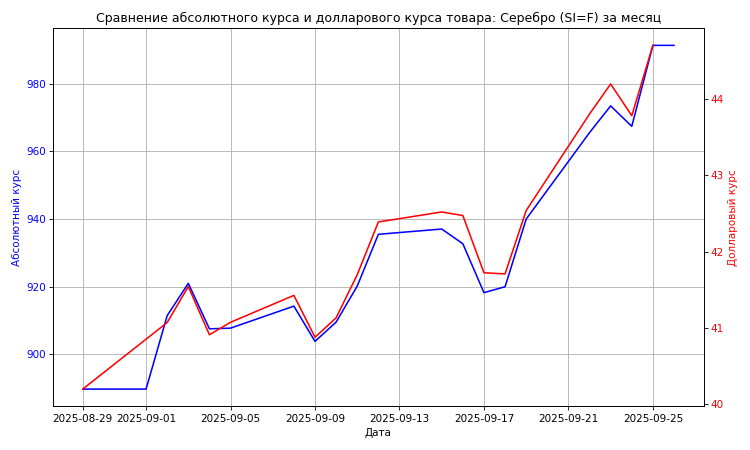 Сравнение абсолютного курса и долларового курса товара: Серебро (SI=F) за месяц
980
960
940
920
900
Абсолютный курс
44
43
42
41
40
Долларовый курс
2025-08-29 2025-09-01 2025-09-05 2025-09-09 2025-09-13 2025-09-17 2025-09-21 2025-09-25
Дата